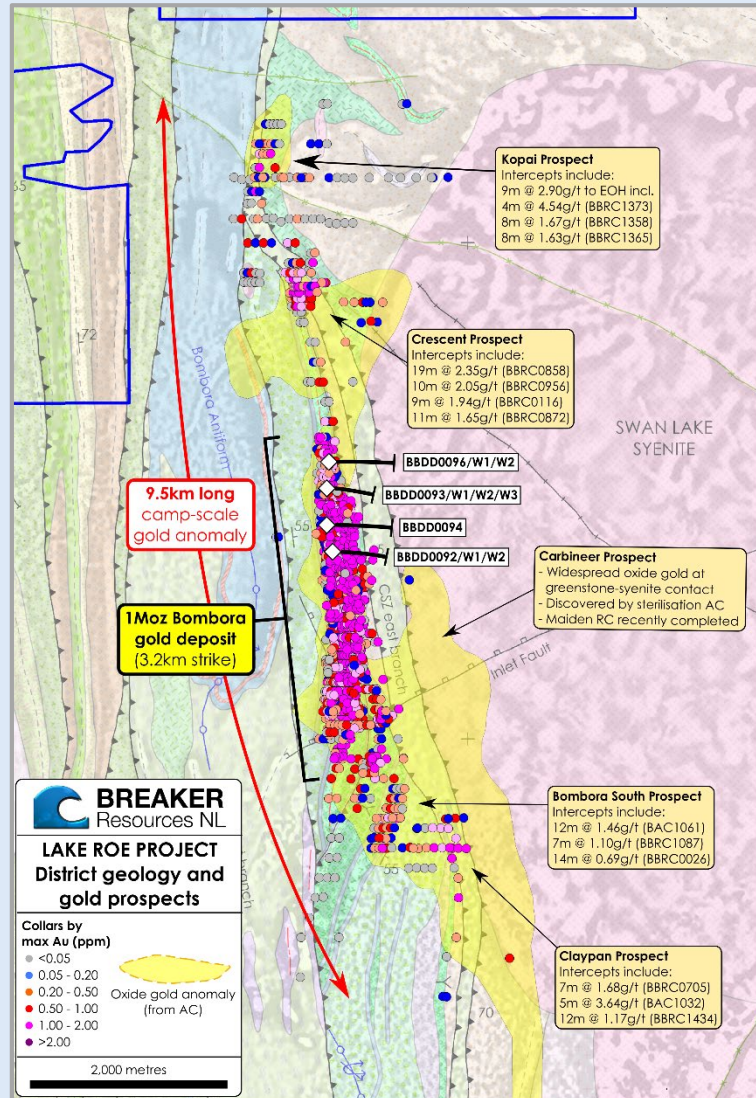 Kopai Prospect
Intercepts include:
9m @ 2.90g/t to EOH incl.
4m @ 4.54g/t (BBRC1373)
8m @ 1.67g/t (BBRC1358)
8m @ 1.63g/t (BBRC1365)
65
72
Bombora Antiform
Crescent Prospect
Intercepts include:
19m @ 2.35g/t (BBRC0858)
10m @ 2.05g/t (BBRC0956)
9m @ 1.94g/t (BBRC0116)
11m @ 1.65g/t (BBRC0872)
SWAN LAKE
SYENITE
BBDD0096/W1/W2
BBDD0093/W1/W2/W3
BBDD0094
BBDD0092/W1/W2
55
9.5km long
camp-scale
gold anomaly
Carbineer Prospect
- Widespread oxide gold at
greenstone-syenite contact
- Discovered by sterilisation AC
- Maiden RC recently completed
CSZ east branch
Inlet Fault
1Moz Bombora
gold deposit
(3.2km strike)
Bombora South Prospect
Intercepts include:
12m @ 1.46g/t (BAC1061)
7m @ 1.10g/t (BBRC1087)
14m @ 0.69g/t (BBRC0026)
Claypan Prospect
Intercepts include:
7m @ 1.68g/t (BBRC0705)
5m @ 3.64g/t (BAC1032)
12m @ 1.17g/t (BBRC1434)
70
BREAKER
Resources NL
LAKE ROE PROJECT
District geology and
gold prospects
Collars by
max Au (ppm)
<0.05
0.05 - 0.20
0.20 - 0.50
0.50 - 1.00
1.00 - 2.00
>2.00
Oxide gold anomaly
(from AC)
2,000 metres